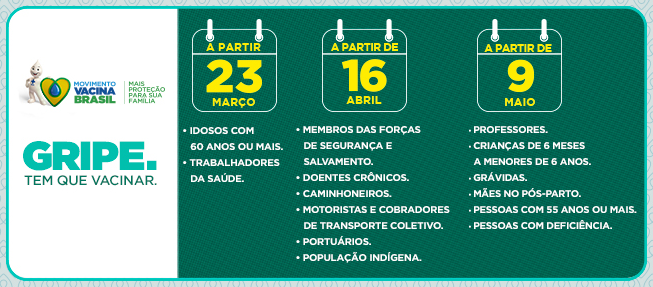 MOVIMENTO
VACINA
BRASIL
MAIS
PROTEÇÃO
PARA SUA
FAMÍLIA
GRIPE.
TEM QUE VACINAR.
A PARTIR
23
MARÇO
• IDOSOS COM
60 ANOS OU MAIS.
• TRABALHADORES
DA SAÚDE.
A PARTIR DE
16
ABRIL
• MEMBROS DAS FORÇAS
DE SEGURANÇA E
SALVAMENTO.
• DOENTES CRÔNICOS.
• CAMINHONEIROS.
• MOTORISTAS E COBRADORES
DE TRANSPORTE COLETIVO.
• PORTUÁRIOS.
• POPULAÇÃO INDÍGENA.
A PARTIR DE
9
MAIO
• PROFESSORES.
• CRIANÇAS DE 6 MESES
A MENORES DE 6 ANOS.
• GRÁVIDAS.
• MÃES NO PÓS-PARTO.
• PESSOAS COM 55 ANOS OU MAIS.
• PESSOAS COM DEFICIÊNCIA.